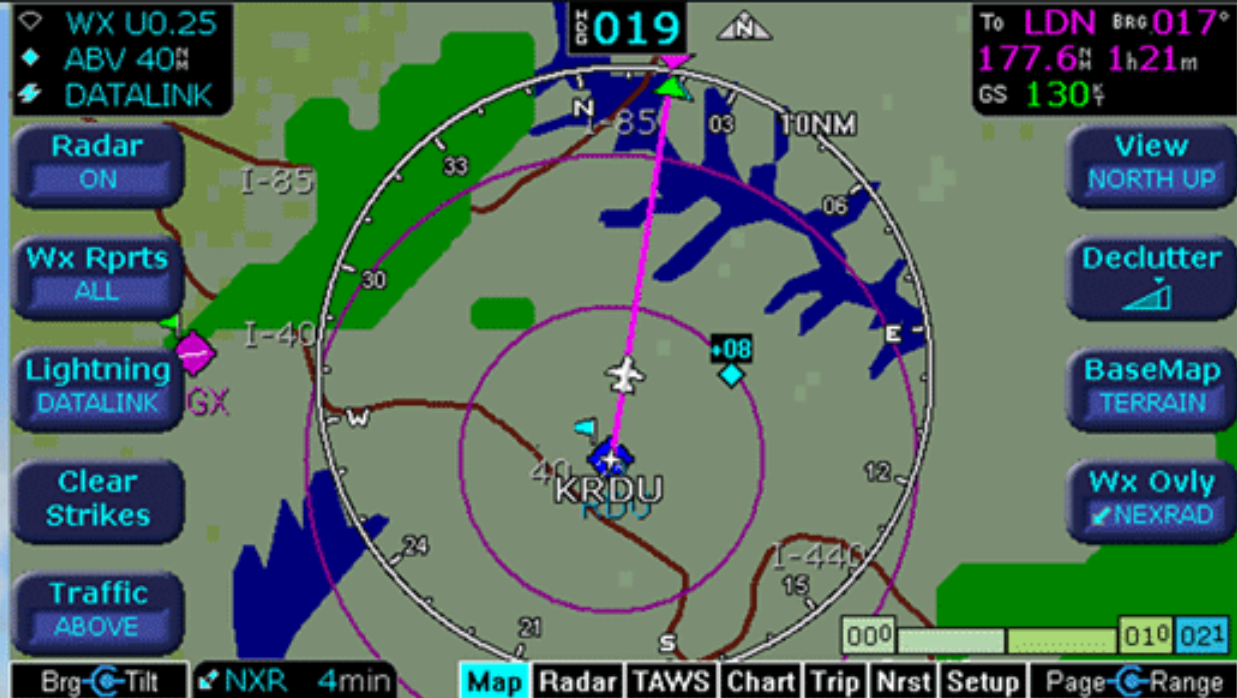 WX U0.25
ABV 40NM
DATALINK
HDG 019
N
To LDN BRG 017°
177.6NM 1h21m
GS 130KT
Radar
ON
Wx Rprts
ALL
Lightning
DATALINK
Clear
Strikes
Traffic
ABOVE
View
NORTH UP
Declutter
BaseMap
TERRAIN
Wx Ovly
NEXRAD
N
I-85
03
10NM
33
I-85
06
30
I-40
E
+08
GX
W
40
KRDU
RDU
12
24
I-440
15
21
S
000
010
021
Brg Tilt
NXR 4min
Map Radar TAWS Chart Trip Nrst Setup
Page Range